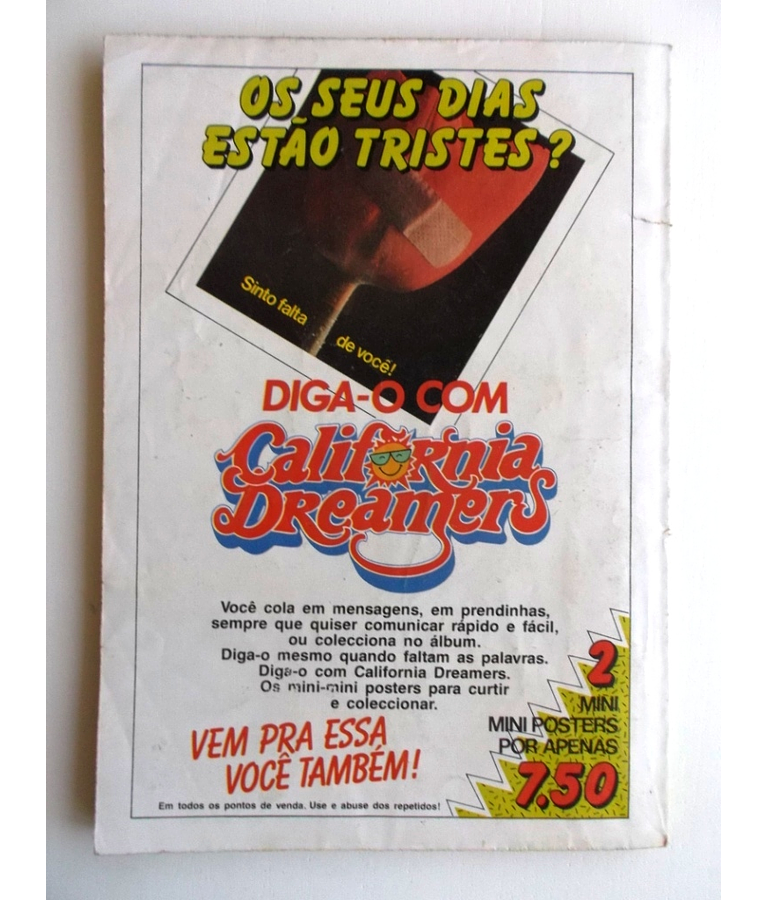 OS SEUS DIAS
ESTÃO TRISTES?
Sinto falta
de você!
DIGA-O COM
California
Dreamers
Você cola em mensagens, em prendinhas,
sempre que quiser comunicar rápido e fácil,
ou colecciona no álbum.
Diga-o mesmo quando faltam as palavras.
Diga-o com California Dreamers.
Os mini-mini posters para curtir
e coleccionar.
2
MINI
MINI POSTERS
POR APENAS
7.50
VEM PRA ESSA
VOCÊ TAMBÉM!
Em todos os pontos de venda. Use e abuse dos repetidos!